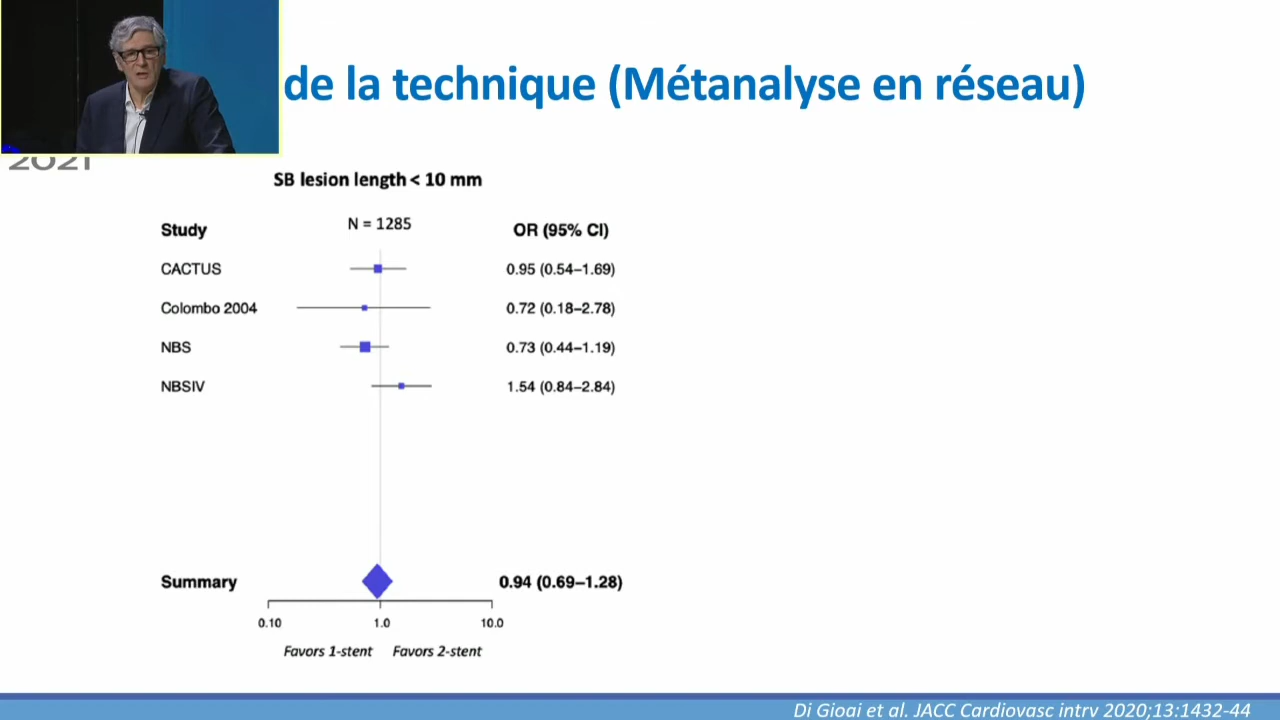 de la technique (Métanalyse en réseau)
2021
SB lesion length < 10 mm
N = 1285
Study OR (95% CI)
CACTUS 0.95 (0.54–1.69)
Colombo 2004 0.72 (0.18–2.78)
NBS 0.73 (0.44–1.19)
NBSIV 1.54 (0.84–2.84)
Summary 0.94 (0.69–1.28)
0.10 1.0 10.0
Favors 1-stent Favors 2-stent
Di Gioai et al. JACC Cardiovasc intrv 2020;13:1432-44